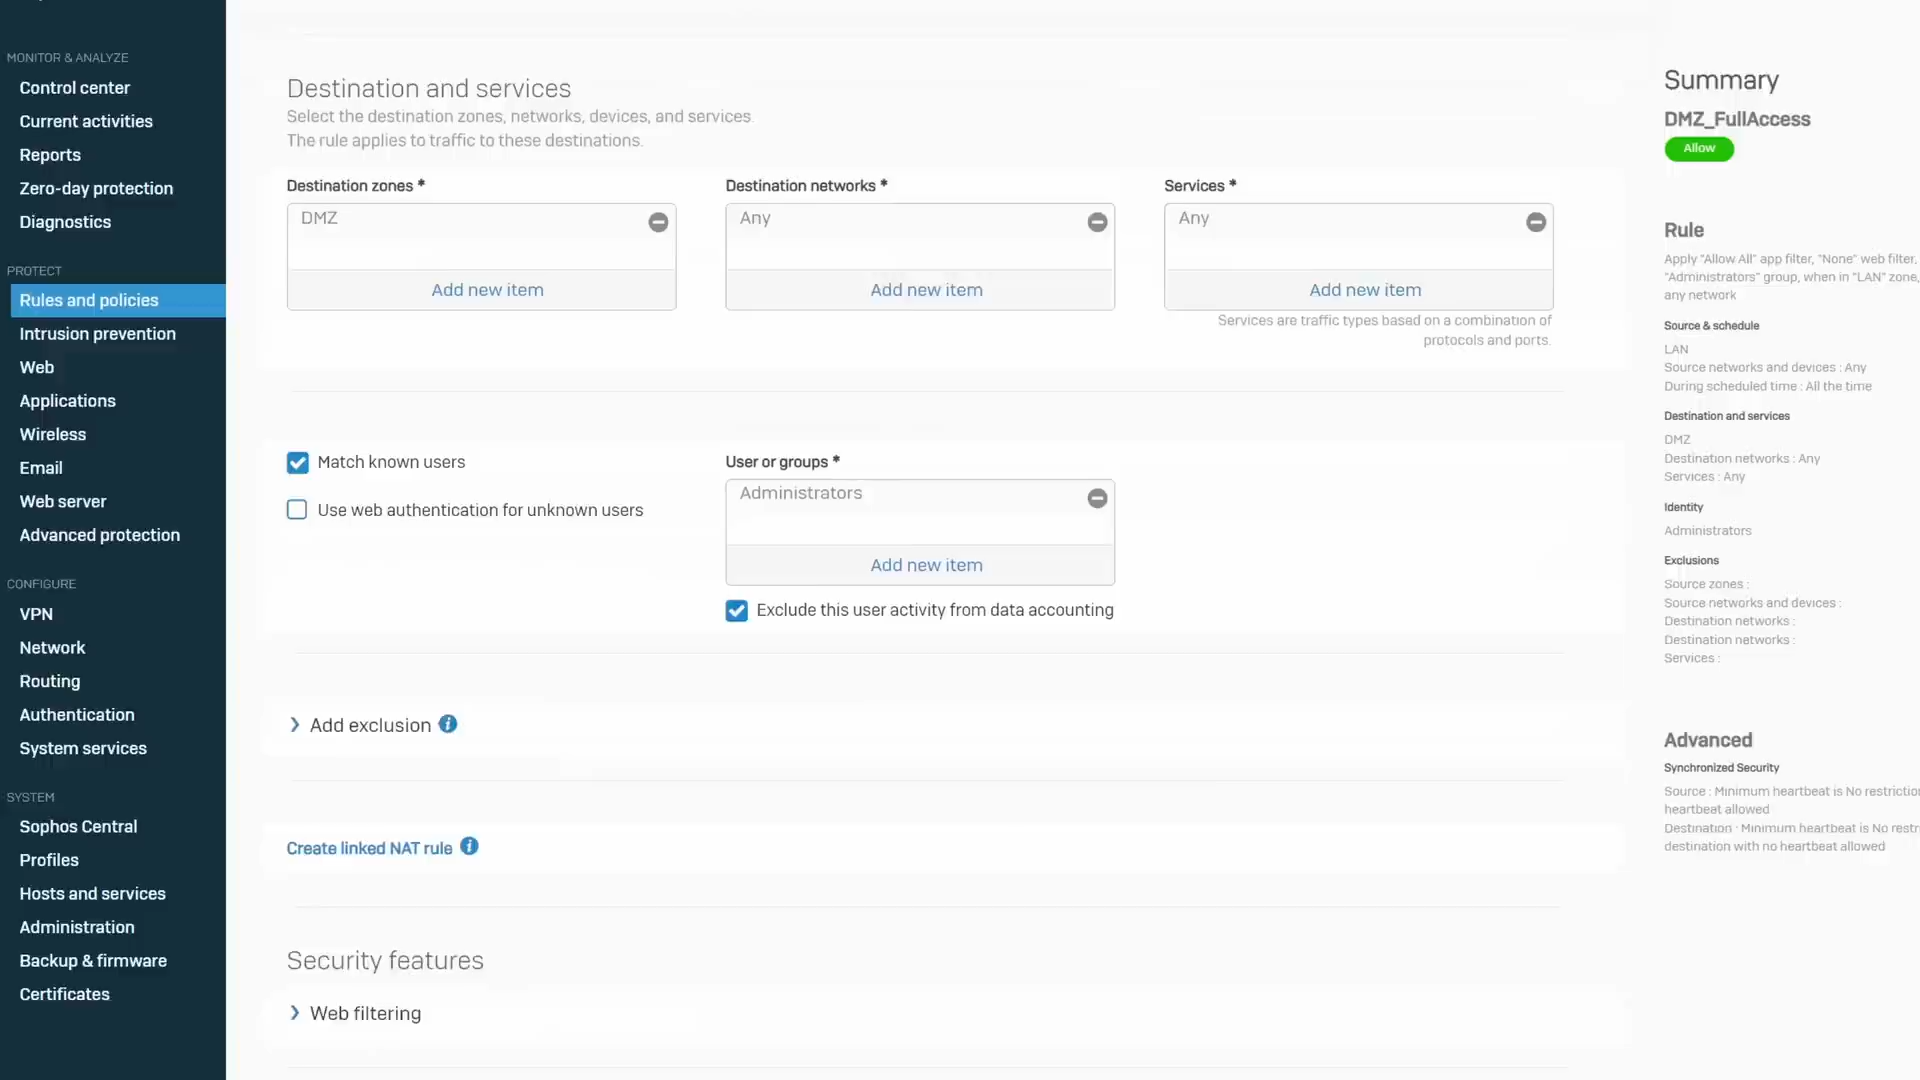 MONITOR & ANALYZE
Control center
Current activities
Reports
Zero-day protection
Diagnostics
PROTECT
Rules and policies
Intrusion prevention
Web
Applications
Wireless
Email
Web server
Advanced protection
CONFIGURE
VPN
Network
Routing
Authentication
System services
SYSTEM
Sophos Central
Profiles
Hosts and services
Administration
Backup & firmware
Certificates
Destination and services
Select the destination zones, networks, devices, and services.
The rule applies to traffic to these destinations.
Destination zones *
DMZ
Add new item
Destination networks *
Any
Add new item
Services *
Any
Add new item
Services are traffic types based on a combination of
protocols and ports.
Match known users
Use web authentication for unknown users
User or groups *
Administrators
Add new item
Exclude this user activity from data accounting
Add exclusion
Create linked NAT rule
Security features
Web filtering
Summary
DMZ_FullAccess
Allow
Rule
Apply "Allow All" app filter, "None" web filter,
"Administrators" group, when in "LAN" zone,
any network
Source & schedule
LAN
Source networks and devices : Any
During scheduled time : All the time
Destination and services
DMZ
Destination networks : Any
Services : Any
Identity
Administrators
Exclusions
Source zones :
Source networks and devices :
Destination networks :
Destination networks :
Services :
Advanced
Synchronized Security
Source : Minimum heartbeat is No
heartbeat allowed
Destination : Minimum heartbeat is No
destination with no heartbeat allowed